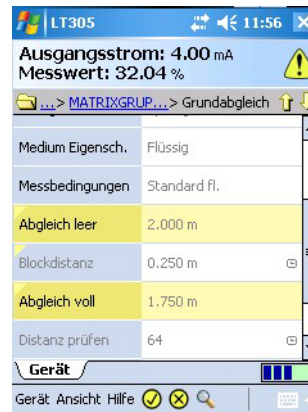 LT305 11:56
Ausgangsstrom: 4.00 mA
Messwert: 32.04 %
...> MATRIXGRUP...> Grundabgleich
Medium Eigensch. Flüssig
Messbedingungen Standard fl.
Abgleich leer 2.000 m
Blockdistanz 0.250 m
Abgleich voll 1.750 m
Distanz prüfen 64
Gerät
Gerät Ansicht Hilfe